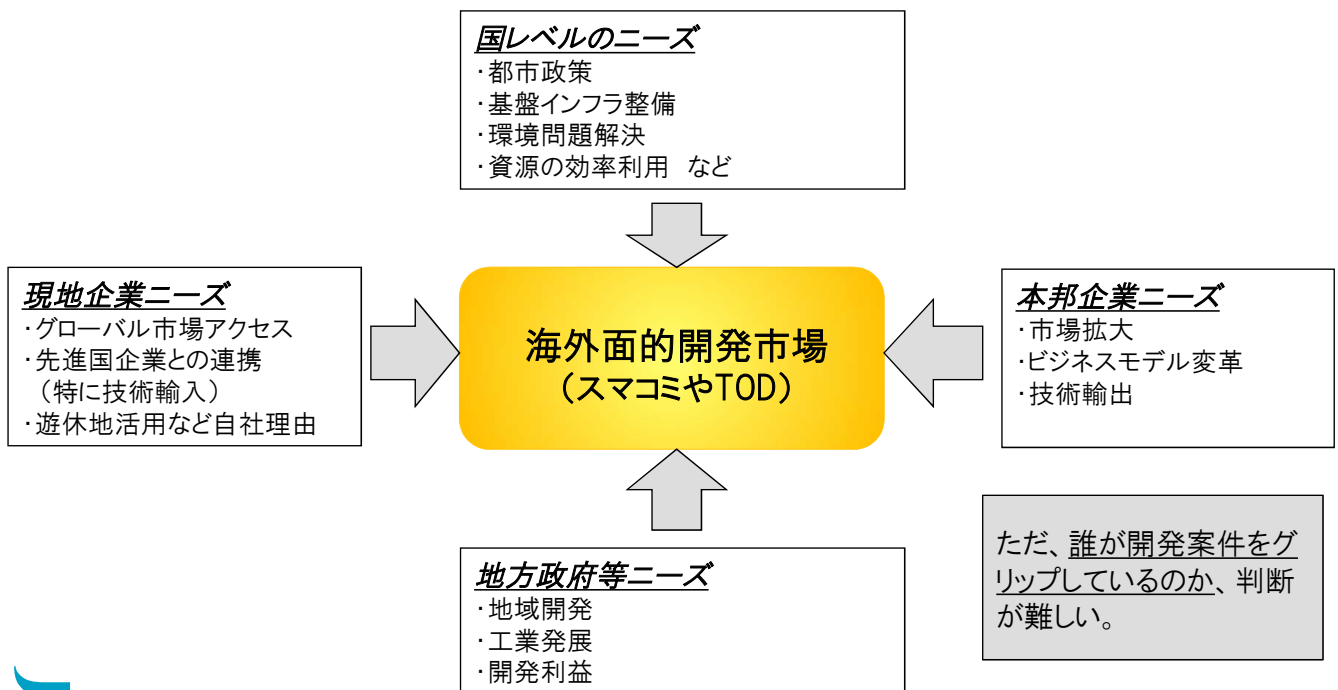 国レベルのニーズ
・都市政策
・基盤インフラ整備
・環境問題解決
・資源の効率利用 など
現地企業ニーズ
・グローバル市場アクセス
・先進国企業との連携
（特に技術輸入）
・遊休地活用など自社理由
海外面的開発市場
（スマコミやTOD）
本邦企業ニーズ
・市場拡大
・ビジネスモデル変革
・技術輸出
地方政府等ニーズ
・地域開発
・工業発展
・開発利益
ただ、誰が開発案件をグ
リップしているのか、判断
が難しい。